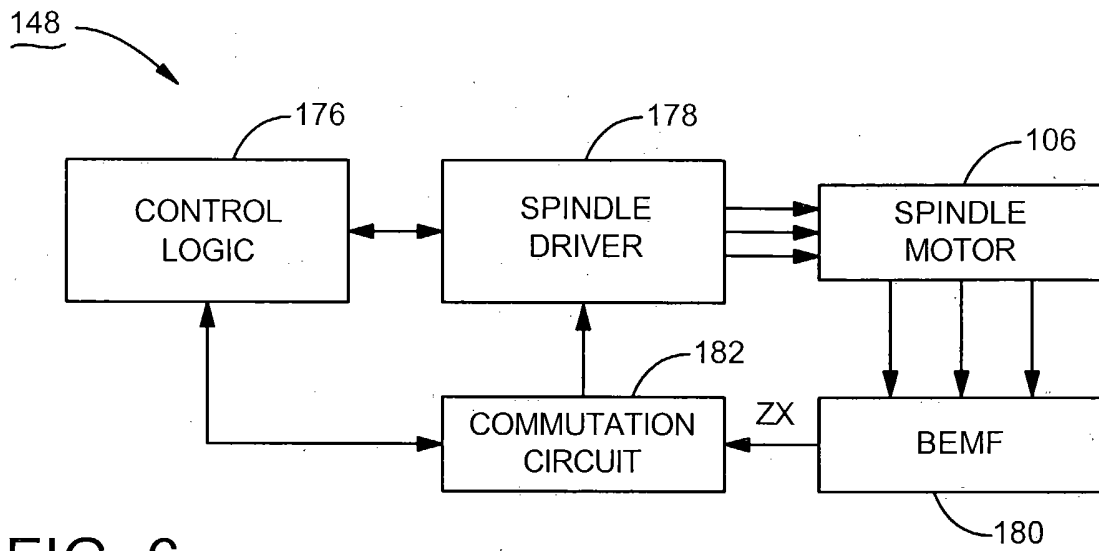 148
176
178
106
CONTROL
LOGIC
SPINDLE
DRIVER
SPINDLE
MOTOR
182
COMMUTATION
CIRCUIT
ZX
BEMF
180